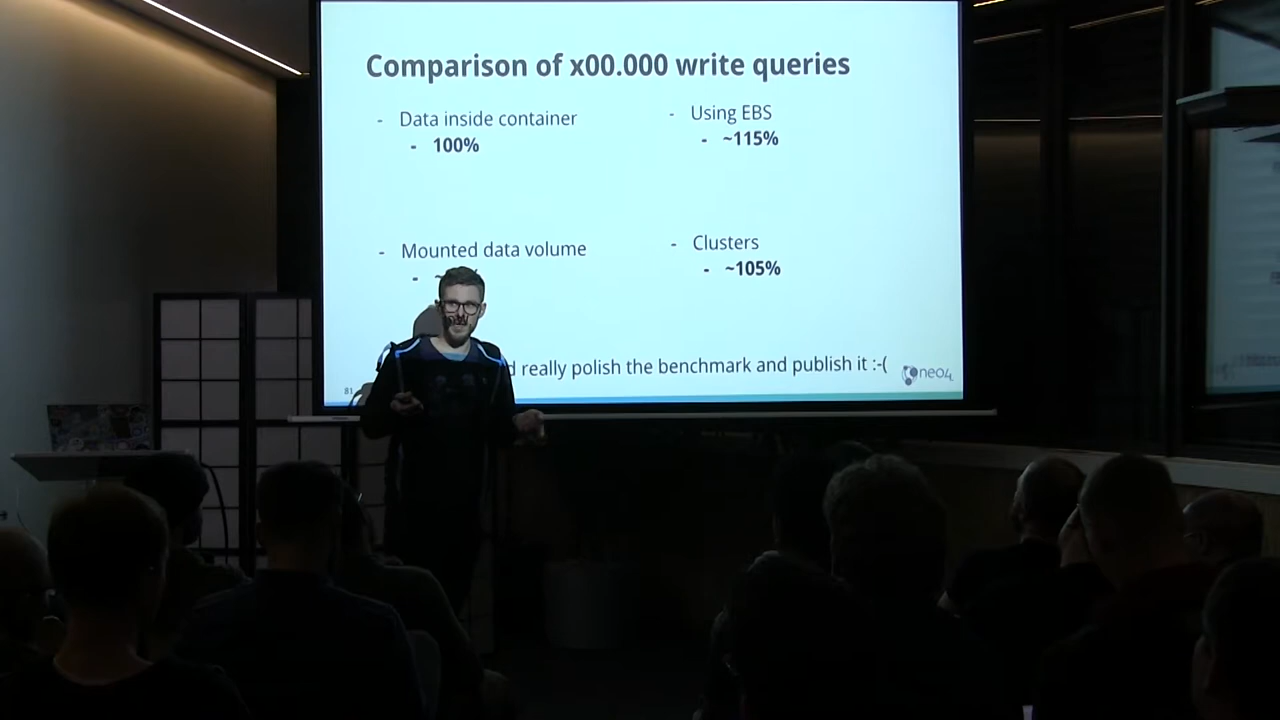 Comparison of x00.000 write queries
- Data inside container
- 100%
- Using EBS
- ~115%
- Mounted data volume
- Clusters
- ~105%
really polish the benchmark and publish it :-(
81
neo4j